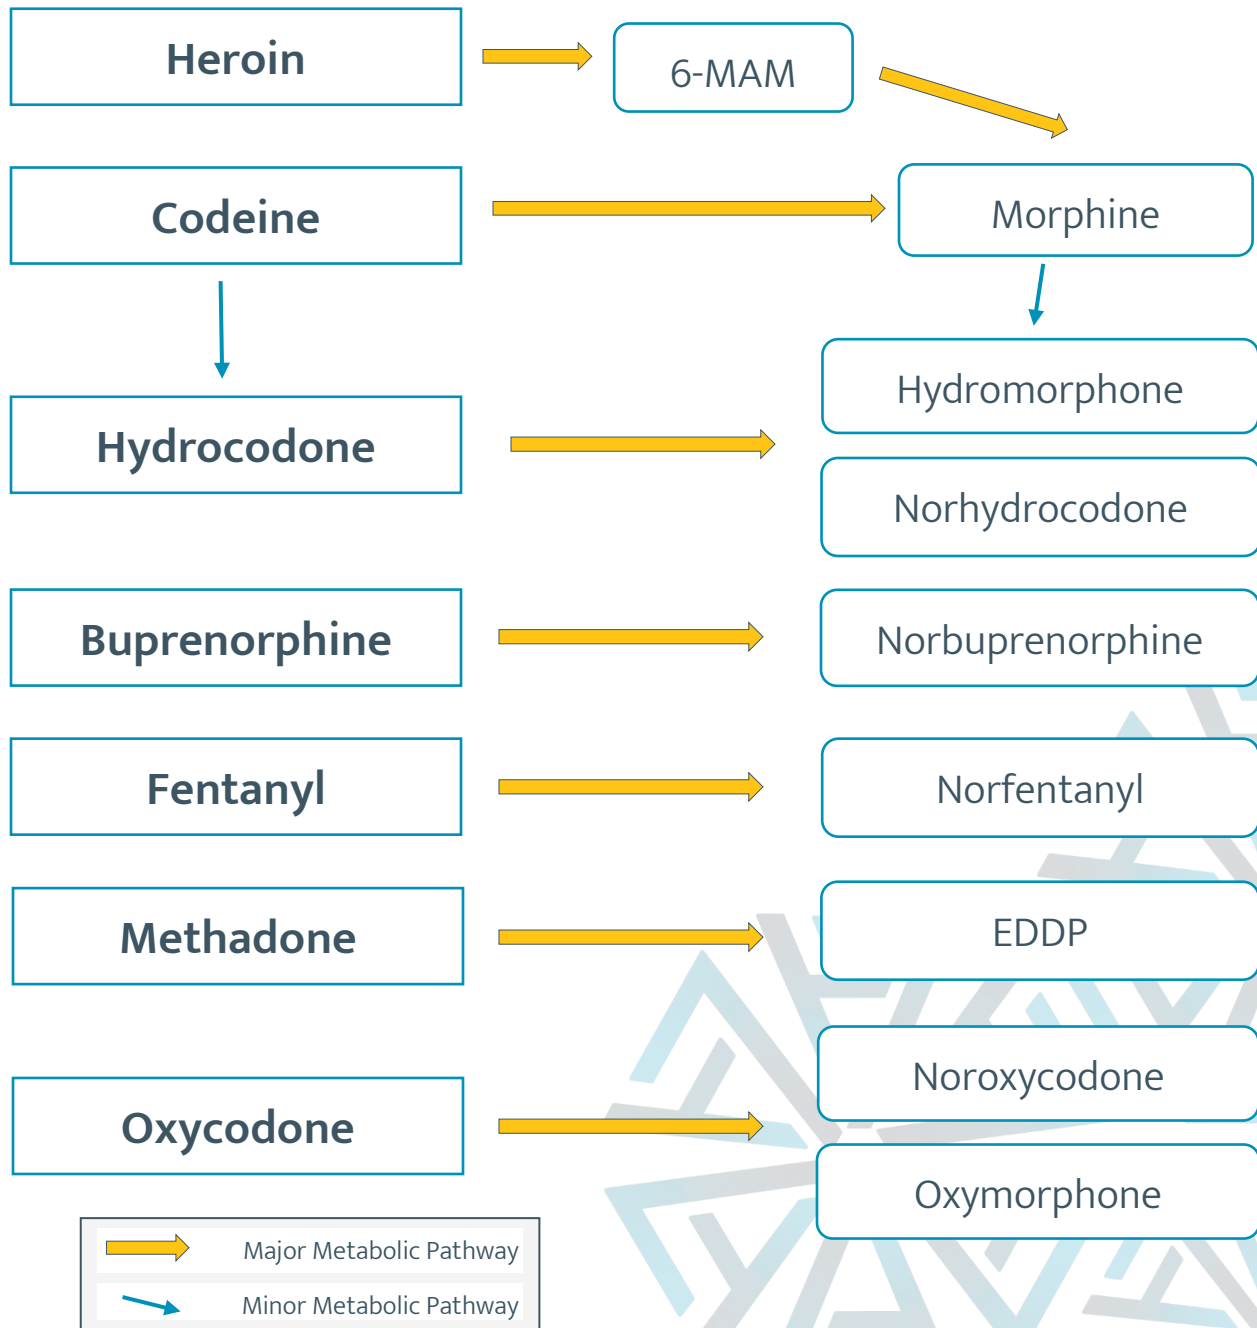 Heroin
6-MAM
Codeine
Morphine
Hydrocodone
Hydromorphone
Norhydrocodone
Buprenorphine
Norbuprenorphine
Fentanyl
Norfentanyl
Methadone
EDDP
Oxycodone
Noroxycodone
Oxymorphone
Major Metabolic Pathway
Minor Metabolic Pathway